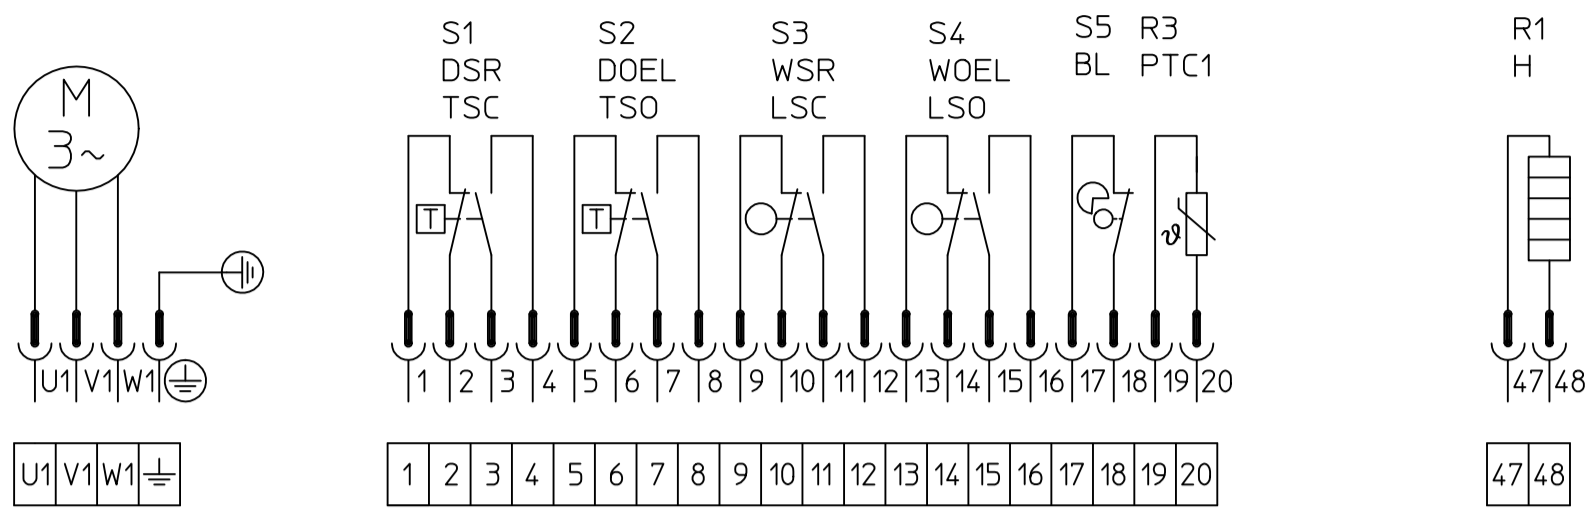 S1
DSR
TSC
S2
DOEL
TSO
S3
WSR
LSC
S4
WOEL
LSO
S5
BL
R3
PTC1
R1
H
M
3~
T
T
ϑ
U1 V1 W1
1 2 3 4 5 6 7 8 9 10 11 12 13 14 15 16 17 18 19 20
47 48
U1 V1 W1
1 2 3 4 5 6 7 8 9 10 11 12 13 14 15 16 17 18 19 20
47 48